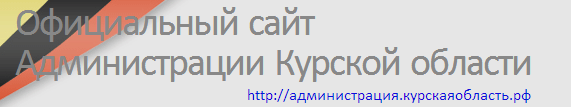 Официальный сайт
Администрации Курской области
http://администрация.курскаяобласть.рф